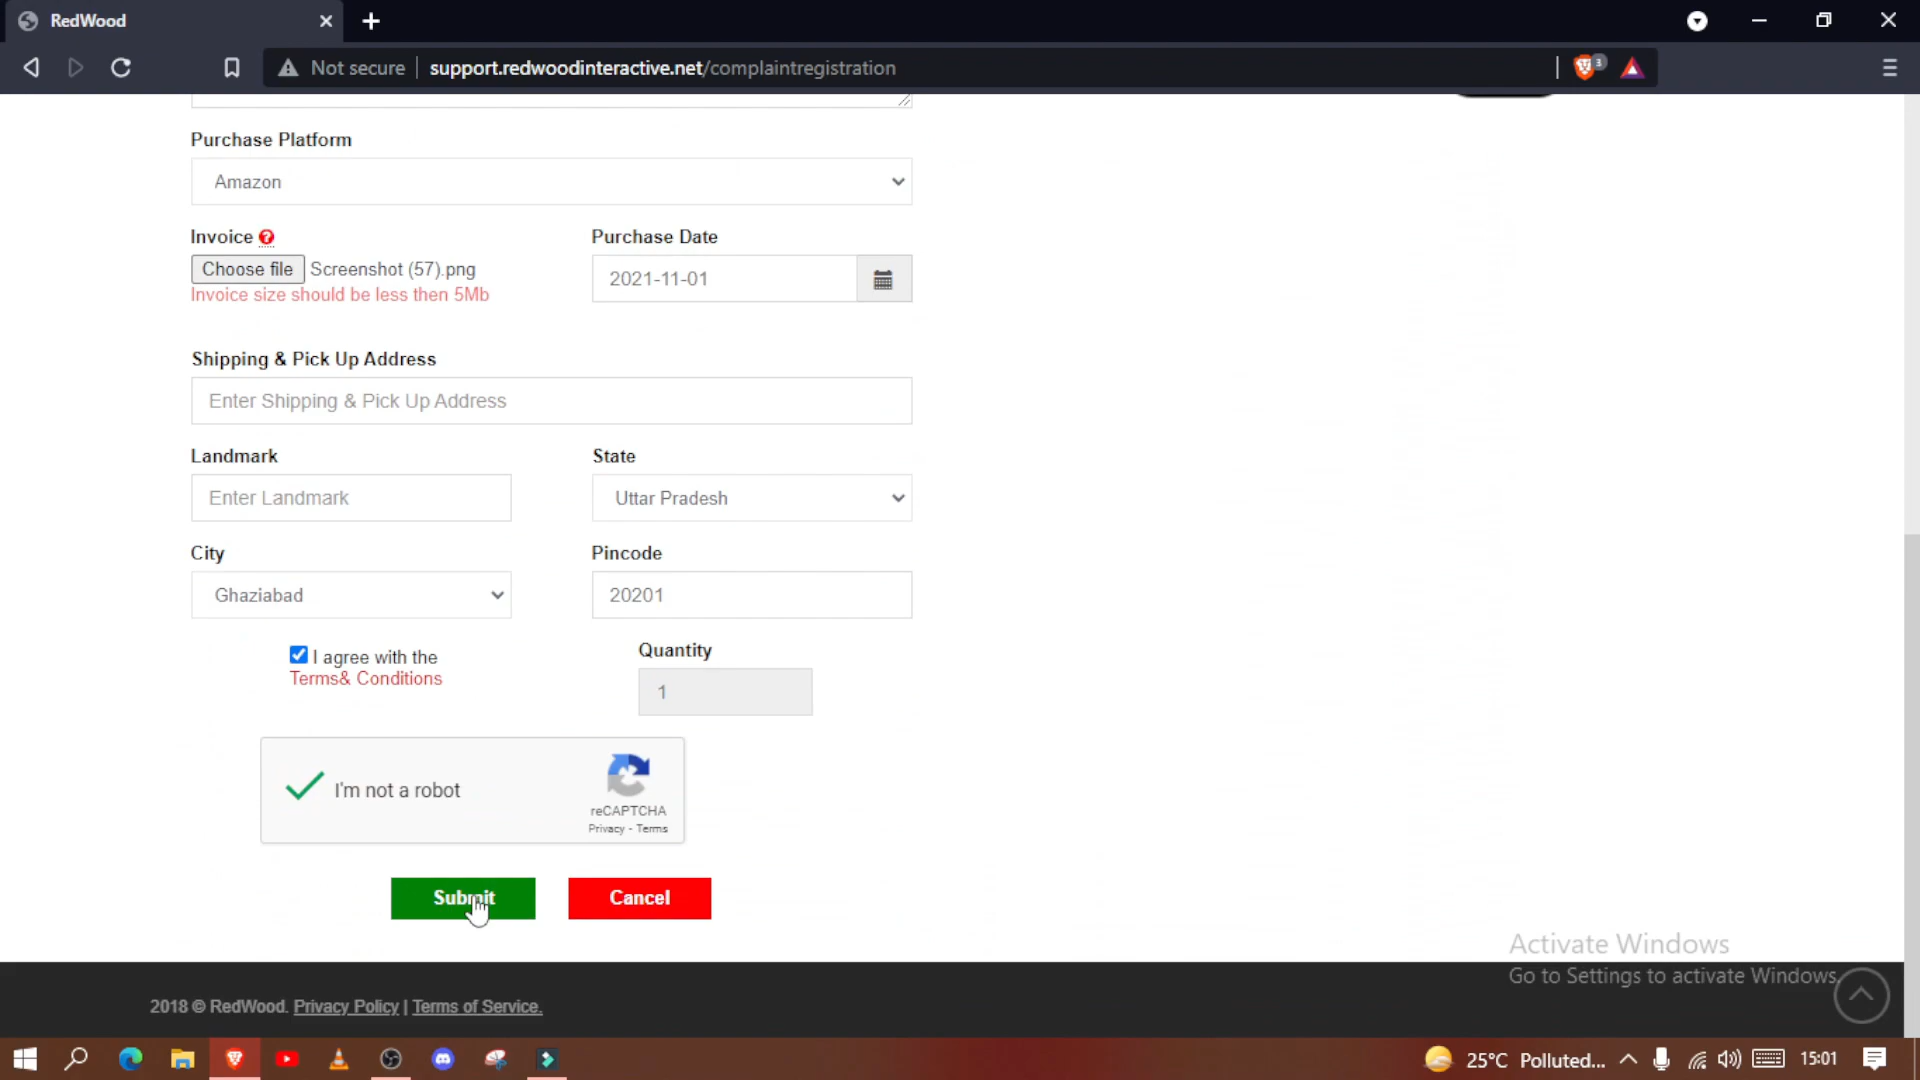 RedWood
Not secure
support.redwoodinteractive.net/complaintregistration
3
Purchase Platform
Amazon
Invoice ?
Purchase Date
Choose file Screenshot (57).png
2021-11-01
Invoice size should be less then 5Mb
Shipping & Pick Up Address
Enter Shipping & Pick Up Address
Landmark
State
Enter Landmark
Uttar Pradesh
City
Pincode
Ghaziabad
20201
I agree with the
Terms& Conditions
Quantity
1
I'm not a robot
reCAPTCHA
Privacy - Terms
Submit
Cancel
Activate Windows
Go to Settings to activate Windows.
2018 © RedWood. Privacy Policy | Terms of Service.
25°C Polluted...
15:01